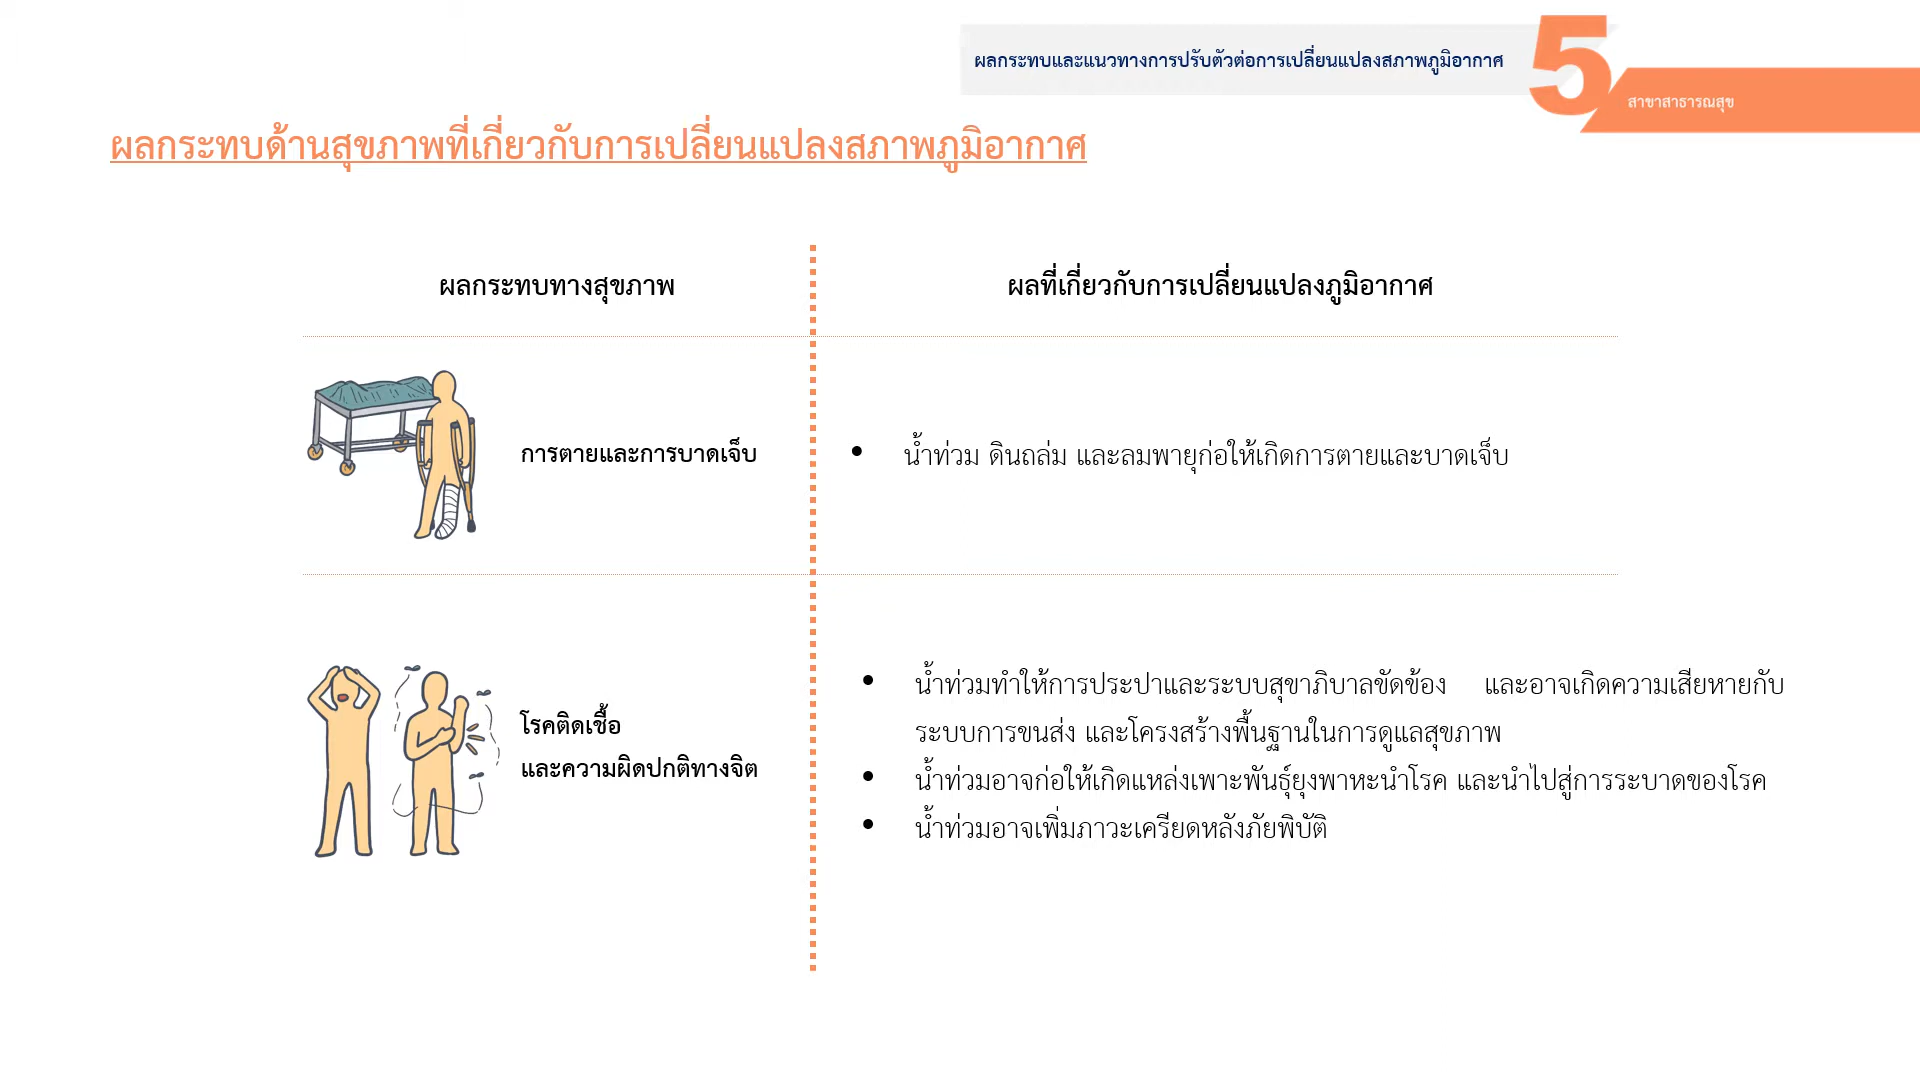 ผลกระทบและแนวทางการปรับตัวต่อการเปลี่ยนแปลงสภาพภูมิอากาศ
5
สาขาสาธารณสุข
ผลกระทบด้านสุขภาพที่เกี่ยวกับการเปลี่ยนแปลงสภาพภูมิอากาศ
ผลกระทบทางสุขภาพ
ผลที่เกี่ยวกับการเปลี่ยนแปลงภูมิอากาศ
การตายและการบาดเจ็บ
• น้ำท่วม ดินถล่ม และลมพายุก่อให้เกิดการตายและบาดเจ็บ
โรคติดเชื้อ
และความผิดปกติทางจิต
• น้ำท่วมทำให้การประปาและระบบสุขาภิบาลขัดข้อง และอาจเกิดความเสียหายกับ
ระบบการขนส่ง และโครงสร้างพื้นฐานในการดูแลสุขภาพ
• น้ำท่วมอาจก่อให้เกิดแหล่งเพาะพันธุ์ยุงพาหะนำโรค และนำไปสู่การระบาดของโรค
• น้ำท่วมอาจเพิ่มภาวะเครียดหลังภัยพิบัติ